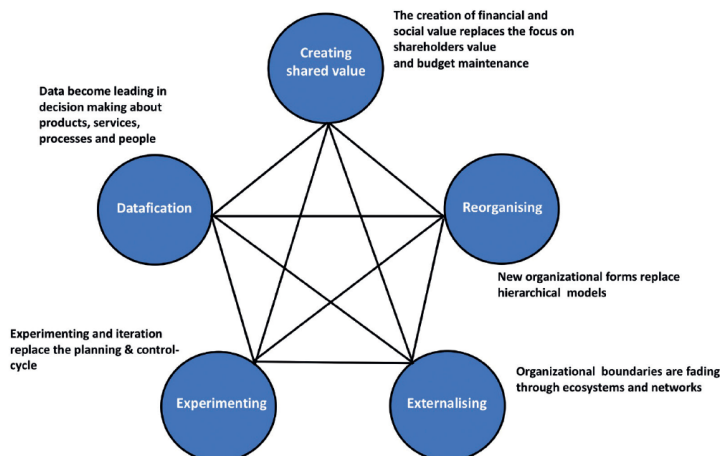 Creating
shared value
The creation of financial and
social value replaces the focus on
shareholders value
and budget maintenance
Data become leading in
decision making about
products, services,
processes and people
Datafication
Reorganising
New organizational forms replace
hierarchical models
Experimenting and iteration
replace the planning & control-
cycle
Experimenting
Externalising
Organizational boundaries are fading
through ecosystems and networks